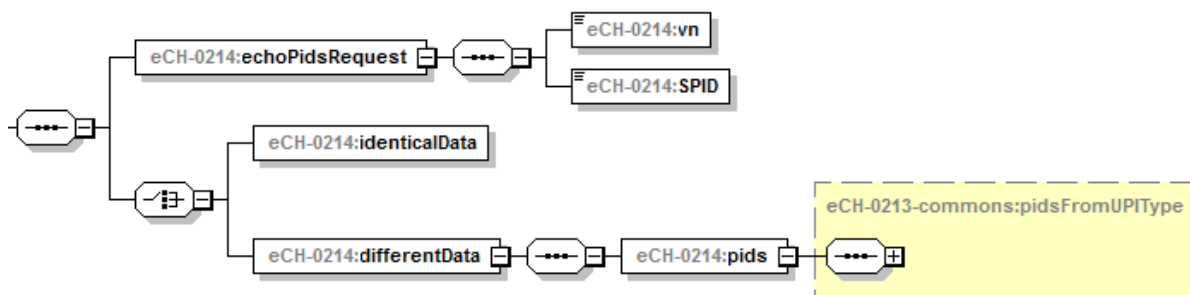 eCH-0214:vn
eCH-0214:echoPidsRequest
eCH-0214:SPID
eCH-0214:identicalData
eCH-0213-commons:pidsFromUPIType
eCH-0214:differentData
eCH-0214:pids